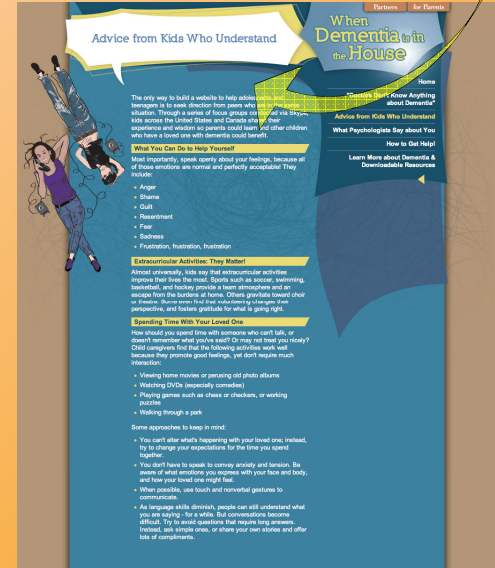 Partners
for Parents
When
Dementia is in
the House
Advice from Kids Who Understand
Home
"Doctors Don't Know Anything
about Dementia"
Advice from Kids Who Understand
What Psychologists Say about You
How to Get Help!
Learn More about Dementia &
Downloadable Resources
The only way to build a website to help adolescents and
teenagers is to seek direction from peers who are in the same
situation. Through a series of focus groups conducted via Skype,
kids across the United States and Canada shared their
experience and wisdom so parents could learn and other children
who have a loved one with dementia could benefit.
What You Can Do to Help Yourself
Most importantly, speak openly about your feelings, because all
of those emotions are normal and perfectly acceptable! They
include:
Anger
Shame
Guilt
Resentment
Fear
Sadness
Frustration, frustration, frustration
Extracurricular Activities: They Matter!
Almost universally, kids say that extracurricular activities
improve their lives the most. Sports such as soccer, swimming,
basketball, and hockey provide a team atmosphere and an
escape from the burdens at home. Others gravitate toward choir
or theatre. Some even find that volunteering changes their
perspective, and fosters gratitude for what is going right.
Spending Time With Your Loved One
How should you spend time with someone who can't talk, or
doesn't remember what you've said? Or may not treat you nicely?
Child caregivers find that the following activities work well
because they promote good feelings, yet don't require much
interaction:
Viewing home movies or perusing old photo albums
Watching DVDs (especially comedies)
Playing games such as chess or checkers, or working
puzzles
Walking through a park
Some approaches to keep in mind:
You can't alter what's happening with your loved one; instead,
try to change your expectations for the time you spend
together.
You don't have to speak to convey anxiety and tension. Be
aware of what emotions you express with your face and body,
and how your loved one might feel.
When possible, use touch and nonverbal gestures to
communicate.
As language skills diminish, people can still understand what
you are saying - for a while. But conversations become
difficult. Try to avoid questions that require long answers.
Instead, ask simple ones, or share your own stories and offer
lots of compliments.